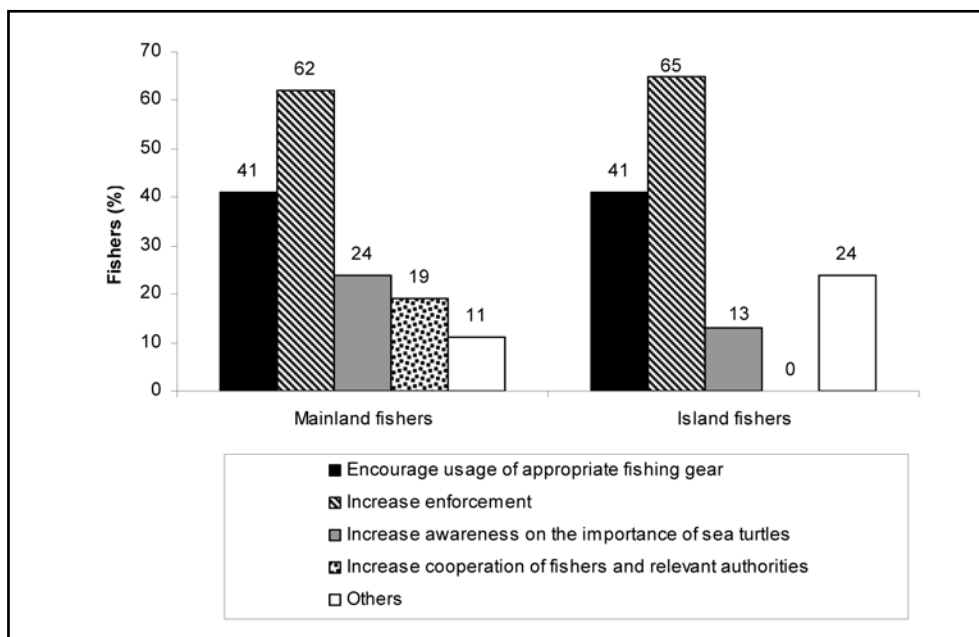 70
60
50
40
30
20
10
0
Fishers (%)
41
62
24
19
11
41
65
13
0
24
Mainland fishers
Island fishers
Encourage usage of appropriate fishing gear
Increase enforcement
Increase awareness on the importance of sea turtles
Increase cooperation of fishers and relevant authorities
Others